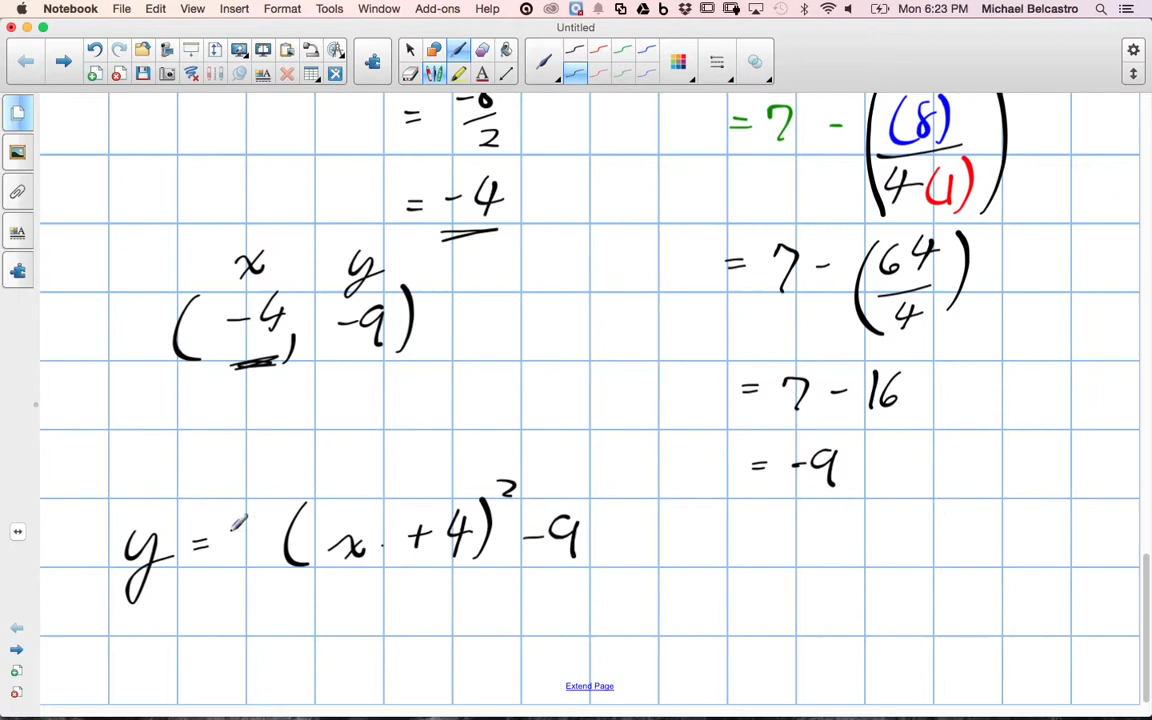 Notebook File Edit View Insert Format Tools Window Add-ons Help Mon 6:23 PM Michael Belcastro
Untitled
= -8/2
= -4
x y
(-4, -9)
= 7 - ((8)/4(1))
= 7 - (64/4)
= 7 - 16
= -9
y = (x + 4)² - 9
Extend Page